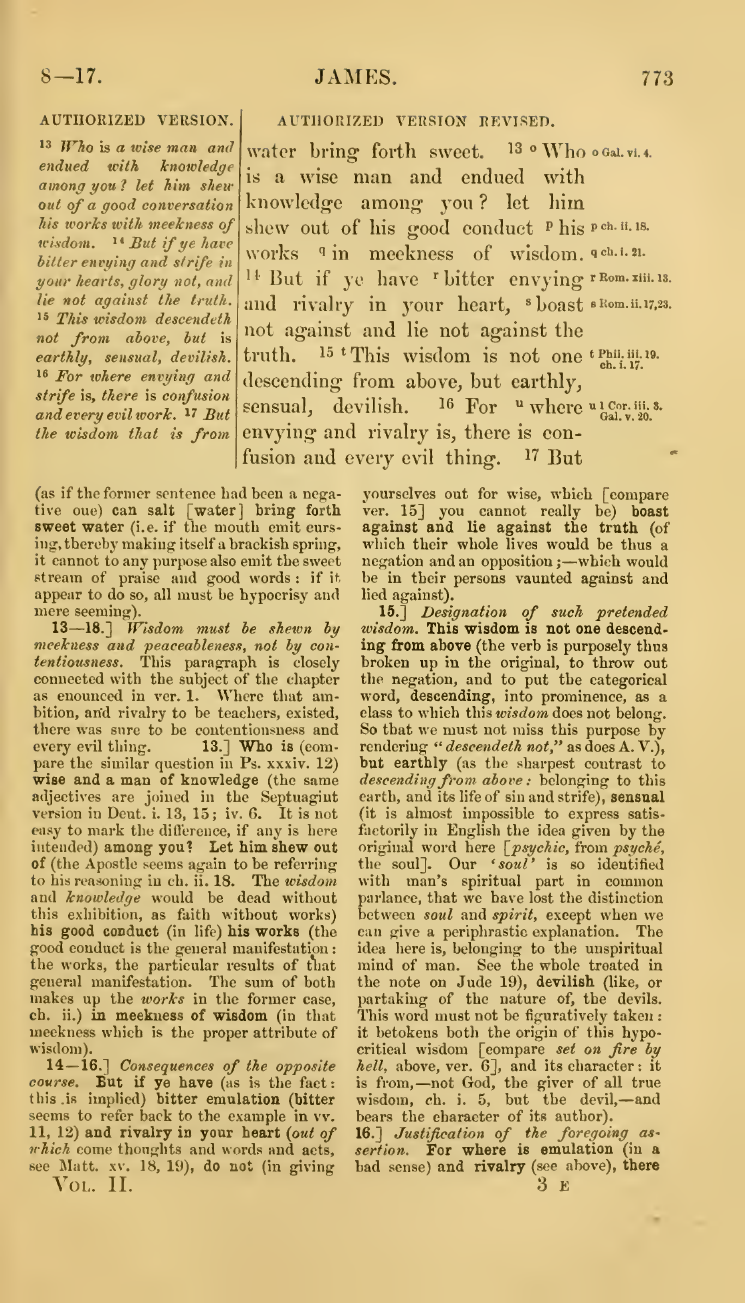 8—17.
JAMES.
773
AUTHORIZED VERSION.
13 Who is a wise man and
endued with knowledge
among you? let him shew
out of a good conversation
his works with meekness of
wisdom. 14 But if ye have
bitter envying and strife in
your hearts, glory not, and
lie not against the truth.
15 This wisdom descendeth
not from above, but is
earthly, sensual, devilish.
16 For where envying and
strife is, there is confusion
and every evil work. 17 But
the wisdom that is from
AUTHORIZED VERSION REVISED.
water bring forth sweet. 13 o Who o Gal. vi. 4.
is a wise man and endued with
knowledge among you? let him
shew out of his good conduct p his p ch. ii. 18.
works q in meekness of wisdom. q ch. i. 21.
14 But if ye have r bitter envying r Rom. xiii. 13.
and rivalry in your heart, s boast s Rom. ii. 17, 23.
not against and lie not against the
truth. 15 t This wisdom is not one t Phil. iii. 19.
ch. i. 17.
descending from above, but earthly,
sensual, devilish. 16 For u where u 1 Cor. iii. 3.
Gal. v. 20.
envying and rivalry is, there is con-
fusion and every evil thing. 17 But
(as if the former sentence had been a nega-
tive one) can salt [water] bring forth
sweet water (i.e. if the mouth emit curs-
ing, thereby making itself a brackish spring,
it cannot to any purpose also emit the sweet
stream of praise and good words: if it
appear to do so, all must be hypocrisy and
mere seeming).
13—18.] Wisdom must be shewn by
meekness and peaceableness, not by con-
tentiousness. This paragraph is closely
connected with the subject of the chapter
as enounced in ver. 1. Where that am-
bition, and rivalry to be teachers, existed,
there was sure to be contentiousness and
every evil thing. 13.] Who is (com-
pare the similar question in Ps. xxxiv. 12)
wise and a man of knowledge (the same
adjectives are joined in the Septuagint
version in Deut. i. 13, 15; iv. 6. It is not
easy to mark the difference, if any is here
intended) among you? Let him shew out
of (the Apostle seems again to be referring
to his reasoning in ch. ii. 18. The wisdom
and knowledge would be dead without
this exhibition, as faith without works)
his good conduct (in life) his works (the
good conduct is the general manifestation:
the works, the particular results of that
general manifestation. The sum of both
makes up the works in the former case,
ch. ii.) in meekness of wisdom (in that
meekness which is the proper attribute of
wisdom).
14—16.] Consequences of the opposite
course. But if ye have (as is the fact:
this is implied) bitter emulation (bitter
seems to refer back to the example in vv.
11, 12) and rivalry in your heart (out of
which come thoughts and words and acts,
see Matt. xv. 18, 19), do not (in giving
VOL. II.
yourselves out for wise, which [compare
ver. 15] you cannot really be) boast
against and lie against the truth (of
which their whole lives would be thus a
negation and an opposition;—which would
be in their persons vaunted against and
lied against).
15.] Designation of such pretended
wisdom. This wisdom is not one descend-
ing from above (the verb is purposely thus
broken up in the original, to throw out
the negation, and to put the categorical
word, descending, into prominence, as a
class to which this wisdom does not belong.
So that we must not miss this purpose by
rendering "descendeth not," as does A. V.),
but earthly (as the sharpest contrast to
descending from above: belonging to this
earth, and its life of sin and strife), sensual
(it is almost impossible to express satis-
factorily in English the idea given by the
original word here [psychic, from psyché,
the soul]. Our 'soul' is so identified
with man's spiritual part in common
parlance, that we have lost the distinction
between soul and spirit, except when we
can give a periphrastic explanation. The
idea here is, belonging to the unspiritual
mind of man. See the whole treated in
the note on Jude 19), devilish (like, or
partaking of the nature of, the devils.
This word must not be figuratively taken:
it betokens both the origin of this hypo-
critical wisdom [compare set on fire by
hell, above, ver. 6], and its character: it
is from,—not God, the giver of all true
wisdom, ch. i. 5, but the devil,—and
bears the character of its author).
16.] Justification of the foregoing as-
sertion. For where is emulation (in a
bad sense) and rivalry (see above), there
3 E